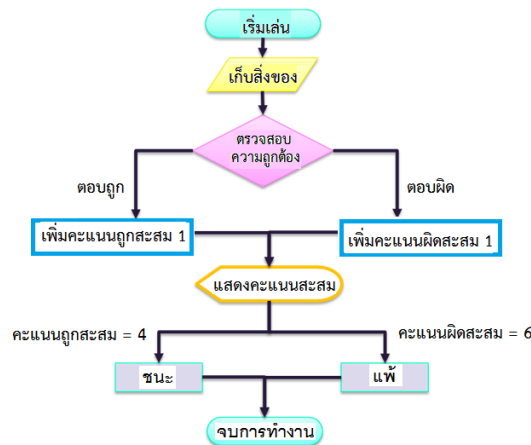 เริ่มเล่น
เก็บสิ่งของ
ตรวจสอบ
ความถูกต้อง
ตอบถูก
ตอบผิด
เพิ่มคะแนนถูกสะสม 1
เพิ่มคะแนนผิดสะสม 1
แสดงคะแนนสะสม
คะแนนถูกสะสม = 4
คะแนนผิดสะสม = 6
ชนะ
แพ้
จบการทำงาน